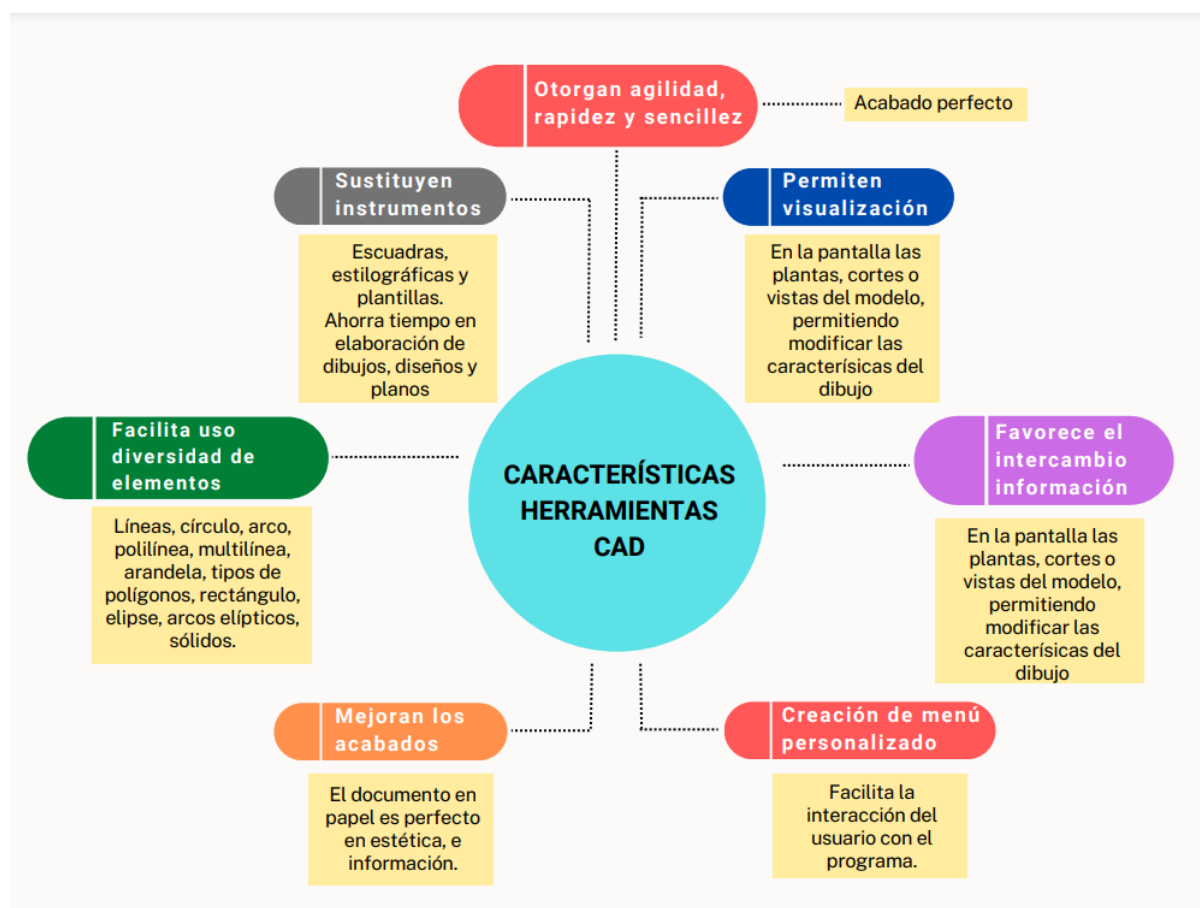 Otorgan agilidad,
rapidez y sencillez
Acabado perfecto
Sustituyen
instrumentos
Escuadras,
estilográficas y
plantillas.
Ahorra tiempo en
elaboración de
dibujos, diseños y
planos
Permiten
visualización
En la pantalla las
plantas, cortes o
vistas del modelo,
permitiendo
modificar las
caracterísicas del
dibujo
Facilita uso
diversidad de
elementos
Líneas, círculo, arco,
polilínea, multilínea,
arandela, tipos de
polígonos, rectángulo,
elipse, arcos elípticos,
sólidos.
CARACTERÍSTICAS
HERRAMIENTAS
CAD
Favorece el
intercambio
información
En la pantalla las
plantas, cortes o
vistas del modelo,
permitiendo
modificar las
caracterísicas del
dibujo
Mejoran los
acabados
El documento en
papel es perfecto
en estética, e
información.
Creación de menú
personalizado
Facilita la
interacción del
usuario con el
programa.